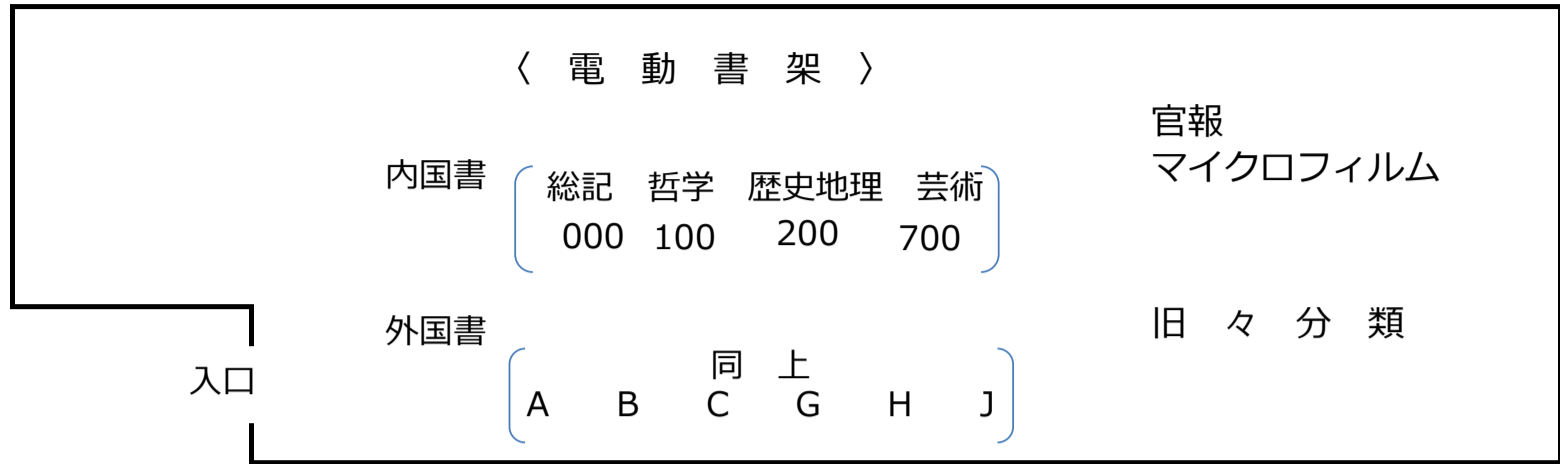 〈 電 動 書 架 〉
官報
マイクロフィルム
内国書
総記 哲学 歴史地理 芸術
000 100 200 700
外国書
旧 々 分 類
同 上
A B C G H J
入口